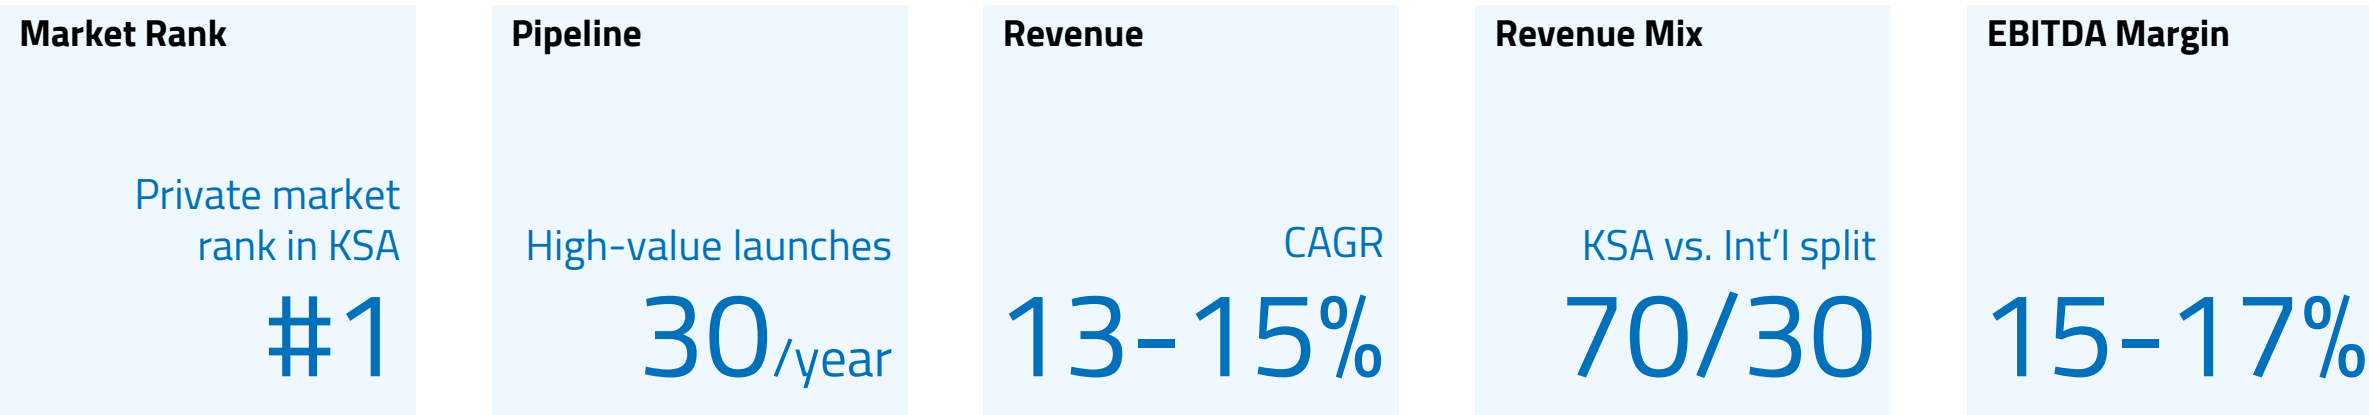 Market Rank
Private market
rank in KSA
#1
Pipeline
High-value launches
30/year
Revenue
CAGR
13-15%
Revenue Mix
KSA vs. Int’l split
70/30
EBITDA Margin
15-17%